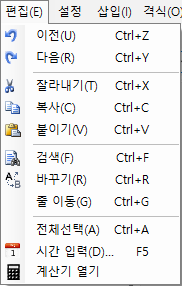 편집(E) 설정 삽입(I) 격식(O)
이전(U) Ctrl+Z
다음(R) Ctrl+Y
잘라내기(T) Ctrl+X
복사(C) Ctrl+C
붙이기(V) Ctrl+V
검색(F) Ctrl+F
바꾸기(R) Ctrl+R
줄 이동(G) Ctrl+G
전체선택(A) Ctrl+A
1 시간 입력(D)... F5
계산기 열기